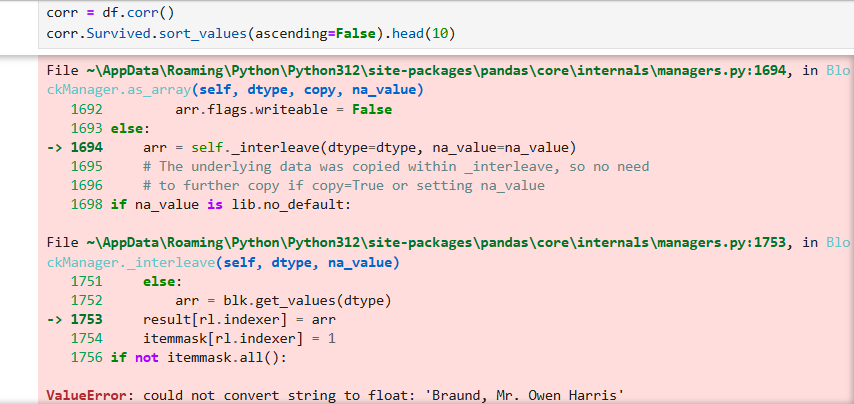 corr = df.corr()
corr.Survived.sort_values(ascending=False).head(10)
File ~\AppData\Roaming\Python\Python312\site-packages\pandas\core\internals\managers.py:1694, in Blo
ckManager.as_array(self, dtype, copy, na_value)
1692 arr.flags.writeable = False
1693 else:
-> 1694 arr = self._interleave(dtype=dtype, na_value=na_value)
1695 # The underlying data was copied within _interleave, so no need
1696 # to further copy if copy=True or setting na_value
1698 if na_value is lib.no_default:
File ~\AppData\Roaming\Python\Python312\site-packages\pandas\core\internals\managers.py:1753, in Blo
ckManager._interleave(self, dtype, na_value)
1751 else:
1752 arr = blk.get_values(dtype)
-> 1753 result[rl.indexer] = arr
1754 itemmask[rl.indexer] = 1
1756 if not itemmask.all():
ValueError: could not convert string to float: 'Braund, Mr. Owen Harris'